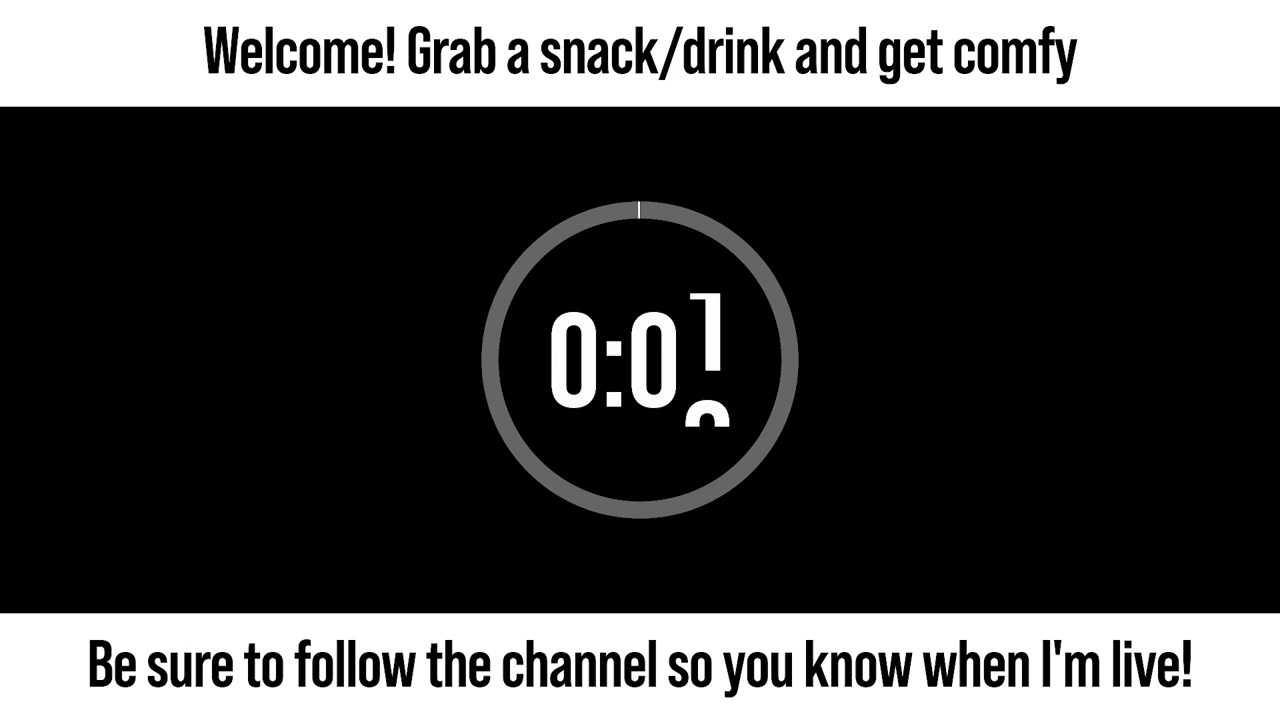 Welcome! Grab a snack/drink and get comfy
0:01
Be sure to follow the channel so you know when I'm live!